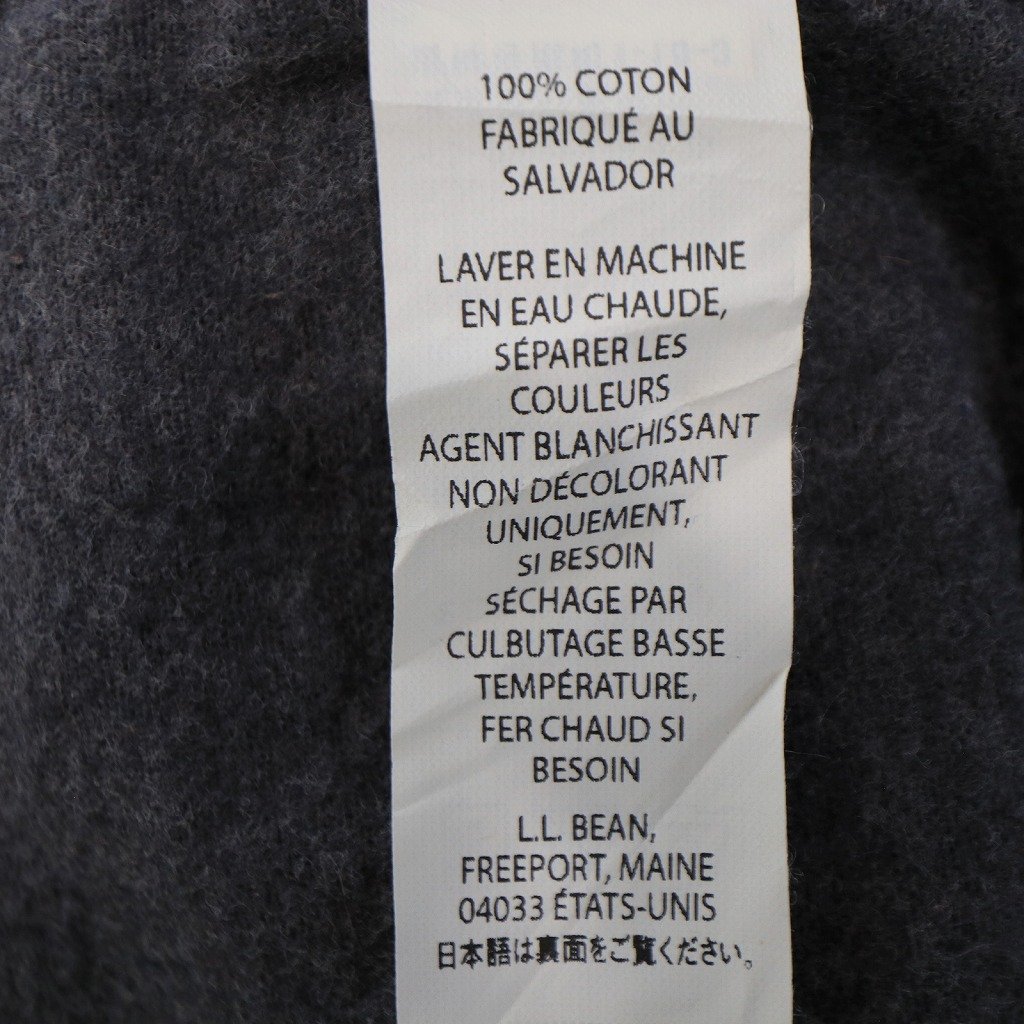 100% COTON
FABRIQUÉ AU
SALVADOR
LAVER EN MACHINE
EN EAU CHAUDE,
SÉPARER LES
COULEURS
AGENT BLANCHISSANT
NON DÉCOLORANT
UNIQUEMENT,
SI BESOIN
SÉCHAGE PAR
CULBUTAGE BASSE
TEMPÉRATURE,
FER CHAUD SI
BESOIN
L.L. BEAN,
FREEPORT, MAINE
04033 ÉTATS-UNIS
日本語は裏面をご覧ください。